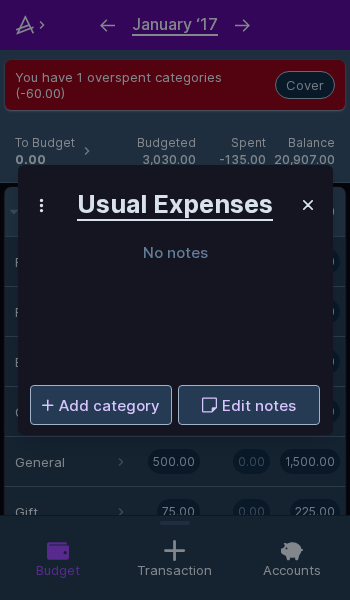 January ‘17
You have 1 overspent categories
(-60.00)
Cover
To Budget Budgeted Spent Balance
0.00 3,030.00 -135.00 20,907.00
Usual Expenses
No notes
+ Add category Edit notes
General 500.00 0.00 1,500.00
Gift 75.00 0.00 225.00
Budget Transaction Accounts